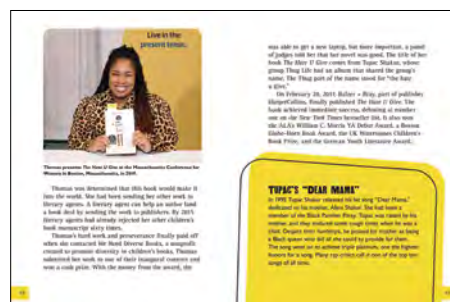 Live in the
present tense.
Thomas presents The Hate U Give at the Massachusetts Conference for
Women in Boston, Massachusetts, in 2019.
Thomas was determined that this book would make it
into the world. She had been sending her other work to
literary agents. A literary agent can help an author land
a book deal by sending the work to publishers. By 2015
literary agents had already rejected her other children's
book manuscript sixty times.
Thomas's hard work and perseverance finally paid off
when she contacted We Need Diverse Books, a nonprofit
created to promote diversity in children's books. Thomas
submitted her work to one of their inaugural contests and
won a cash prize. With the money from the award, she
was able to get a new laptop, but more important, a panel
of judges told her that her novel was good. The title of her
book The Hate U Give comes from Tupac Shakur, whose
group Thug Life had an album that shared the group's
name. The Thug part of the name stood for "the hate
u give."
On February 28, 2017, Balzer + Bray, part of publisher
HarperCollins, finally published The Hate U Give. The
book achieved immediate success, debuting at number
one on the New York Times bestseller list. It also won
the ALA's William C. Morris YA Debut Award, a Boston
Globe–Horn Book Award, the UK Waterstones Children's
Book Prize, and the German Youth Literature Award.
TUPAC'S "DEAR MAMA"
In 1995 Tupac Shakur released his hit song "Dear Mama,"
dedicated to his mother, Afeni Shakur. She had been a
member of the Black Panther Party. Tupac was raised by his
mother, and they endured some tough times when he was a
child. Despite their hardships, he praised his mother as being
a Black queen who did all she could to provide for them.
The song went on to achieve triple platinum, one the highest
honors for a song. Many rap critics call it one of the top ten
songs of all time.